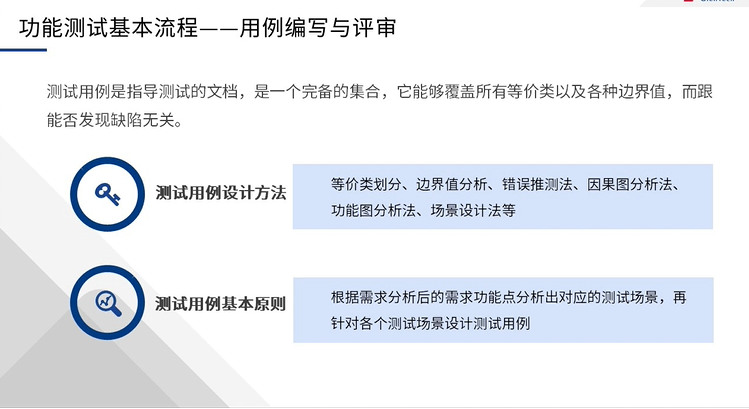 功能测试基本流程——用例编写与评审
测试用例是指导测试的文档，是一个完备的集合，它能够覆盖所有等价类以及各种边界值，而跟
能否发现缺陷无关。
测试用例设计方法
等价类划分、边界值分析、错误推测法、因果图分析法、
功能图分析法、场景设计法等
测试用例基本原则
根据需求分析后的需求功能点分析出对应的测试场景，再
针对各个测试场景设计测试用例